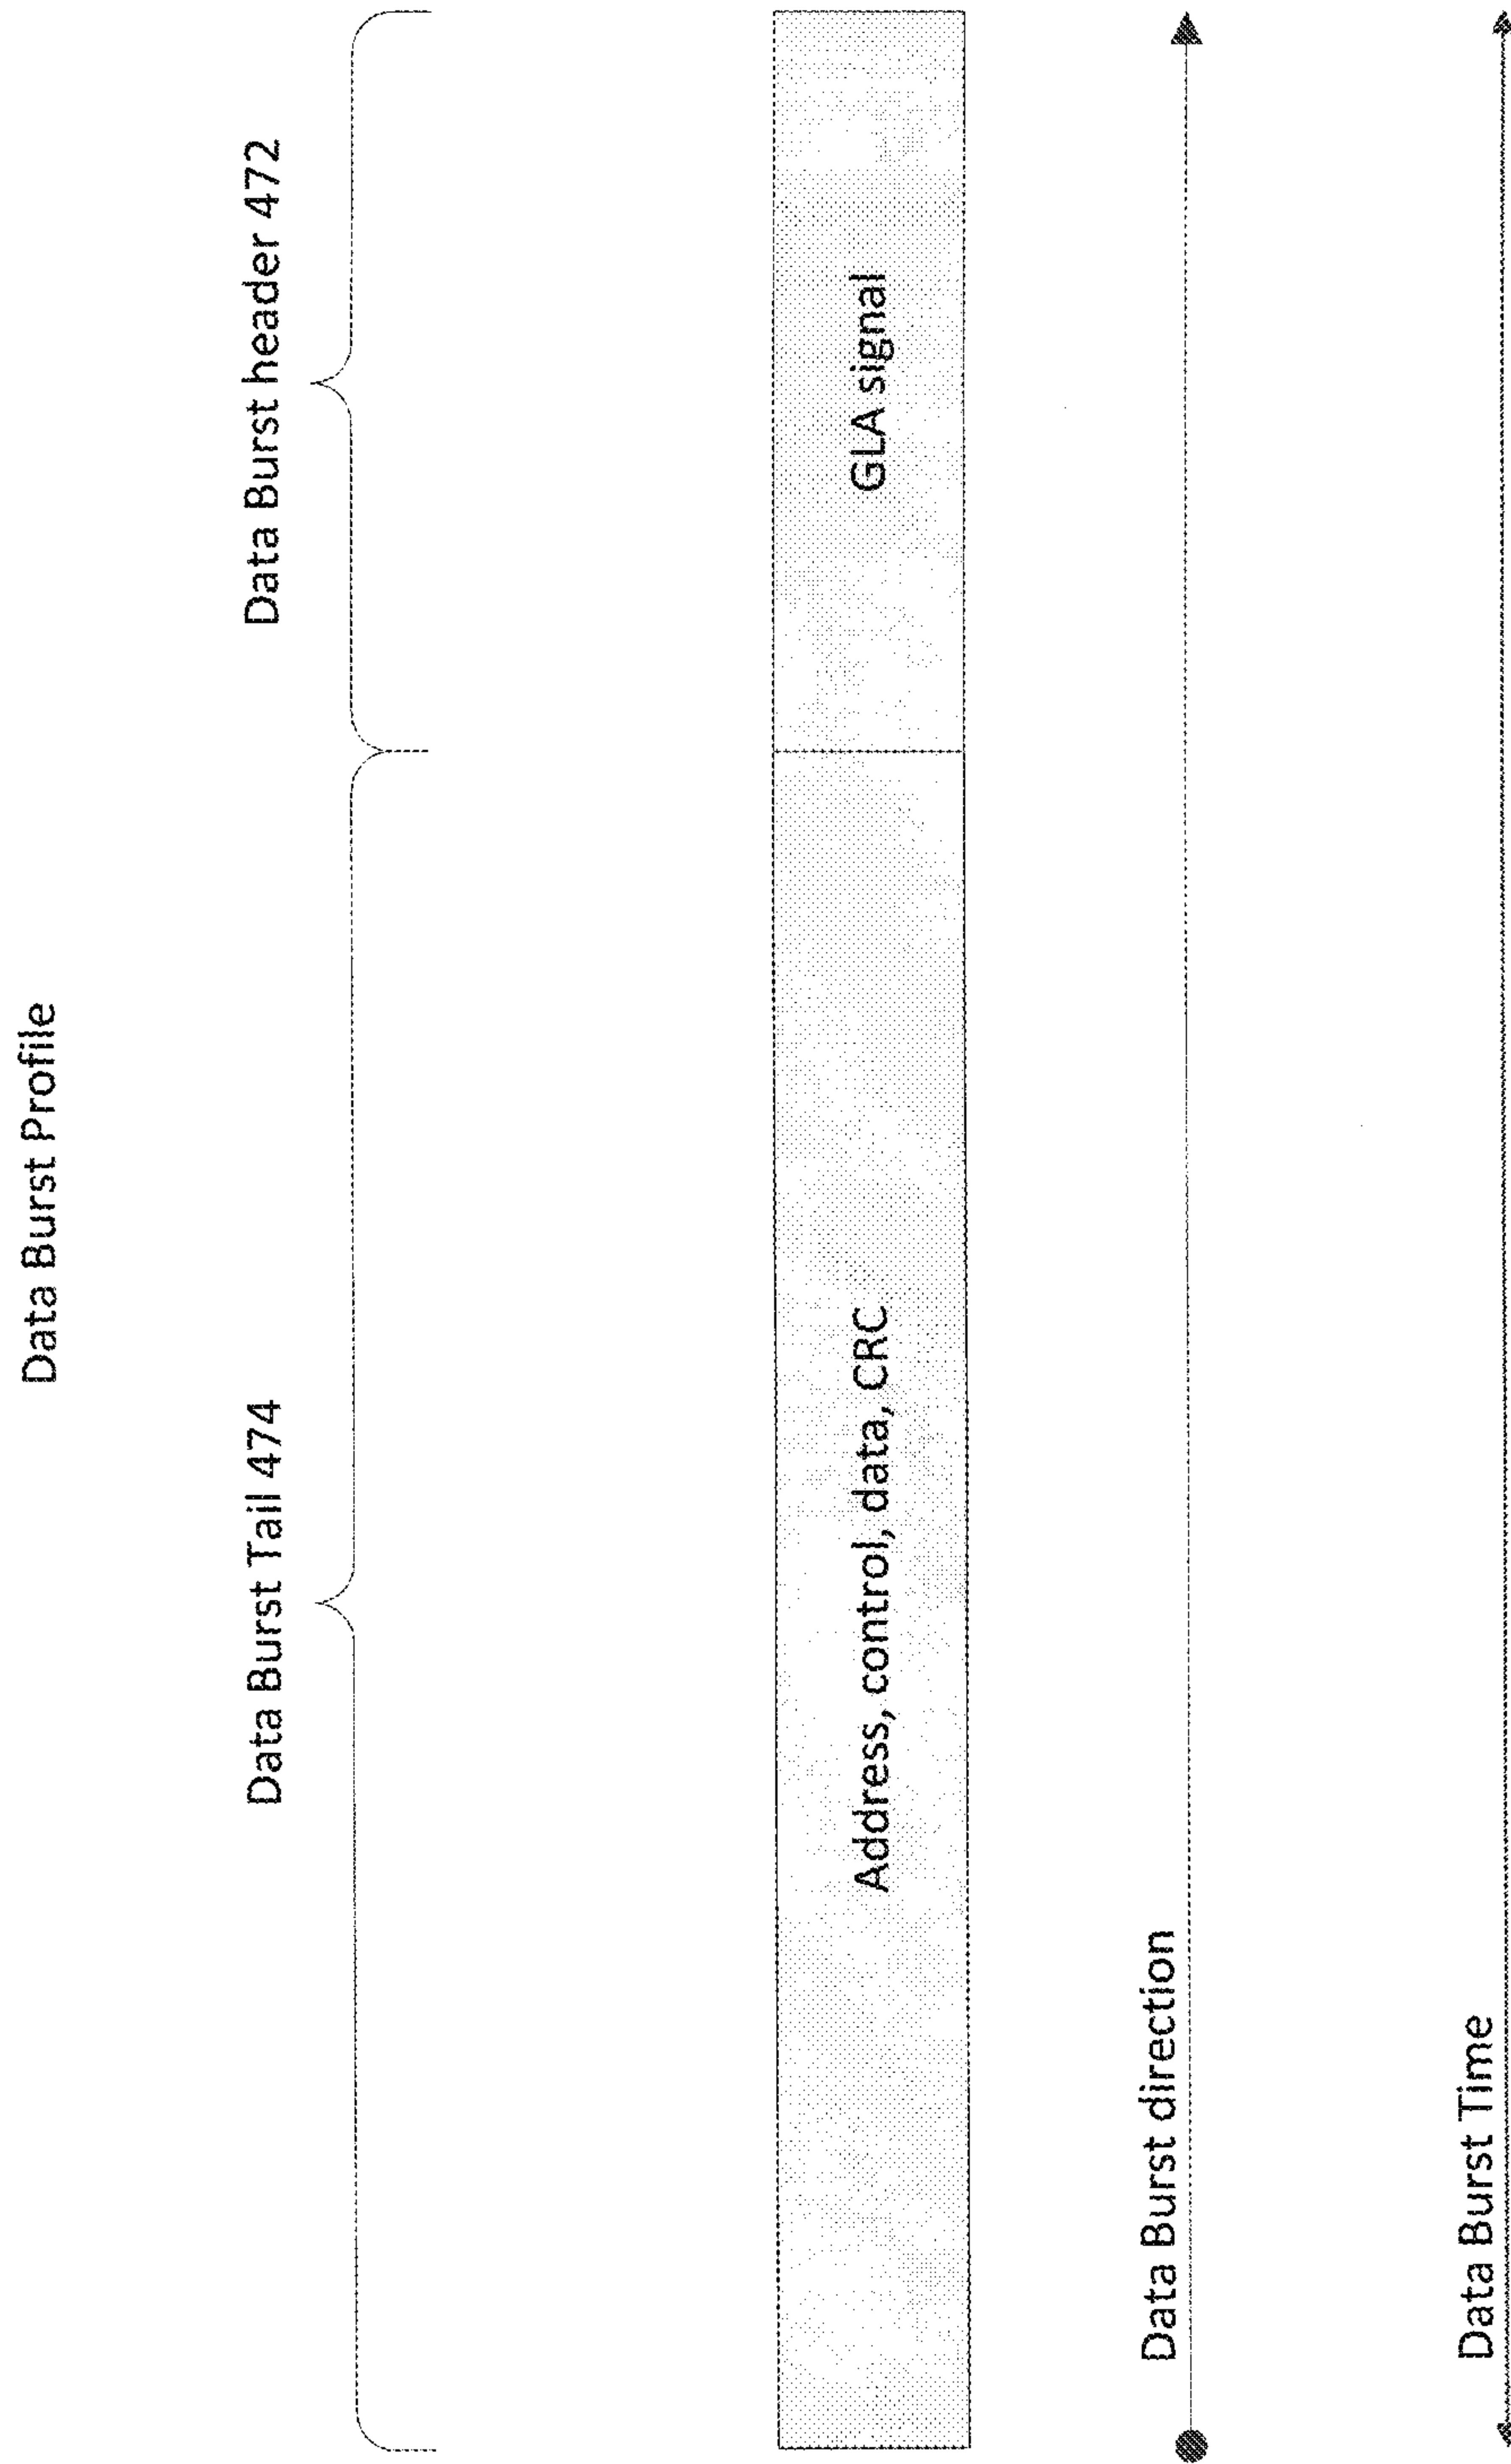 Data Burst Profile
Data Burst Tail 474
Data Burst header 472
Address, control, data, CRC
GLA signal
Data Burst direction
Data Burst Time